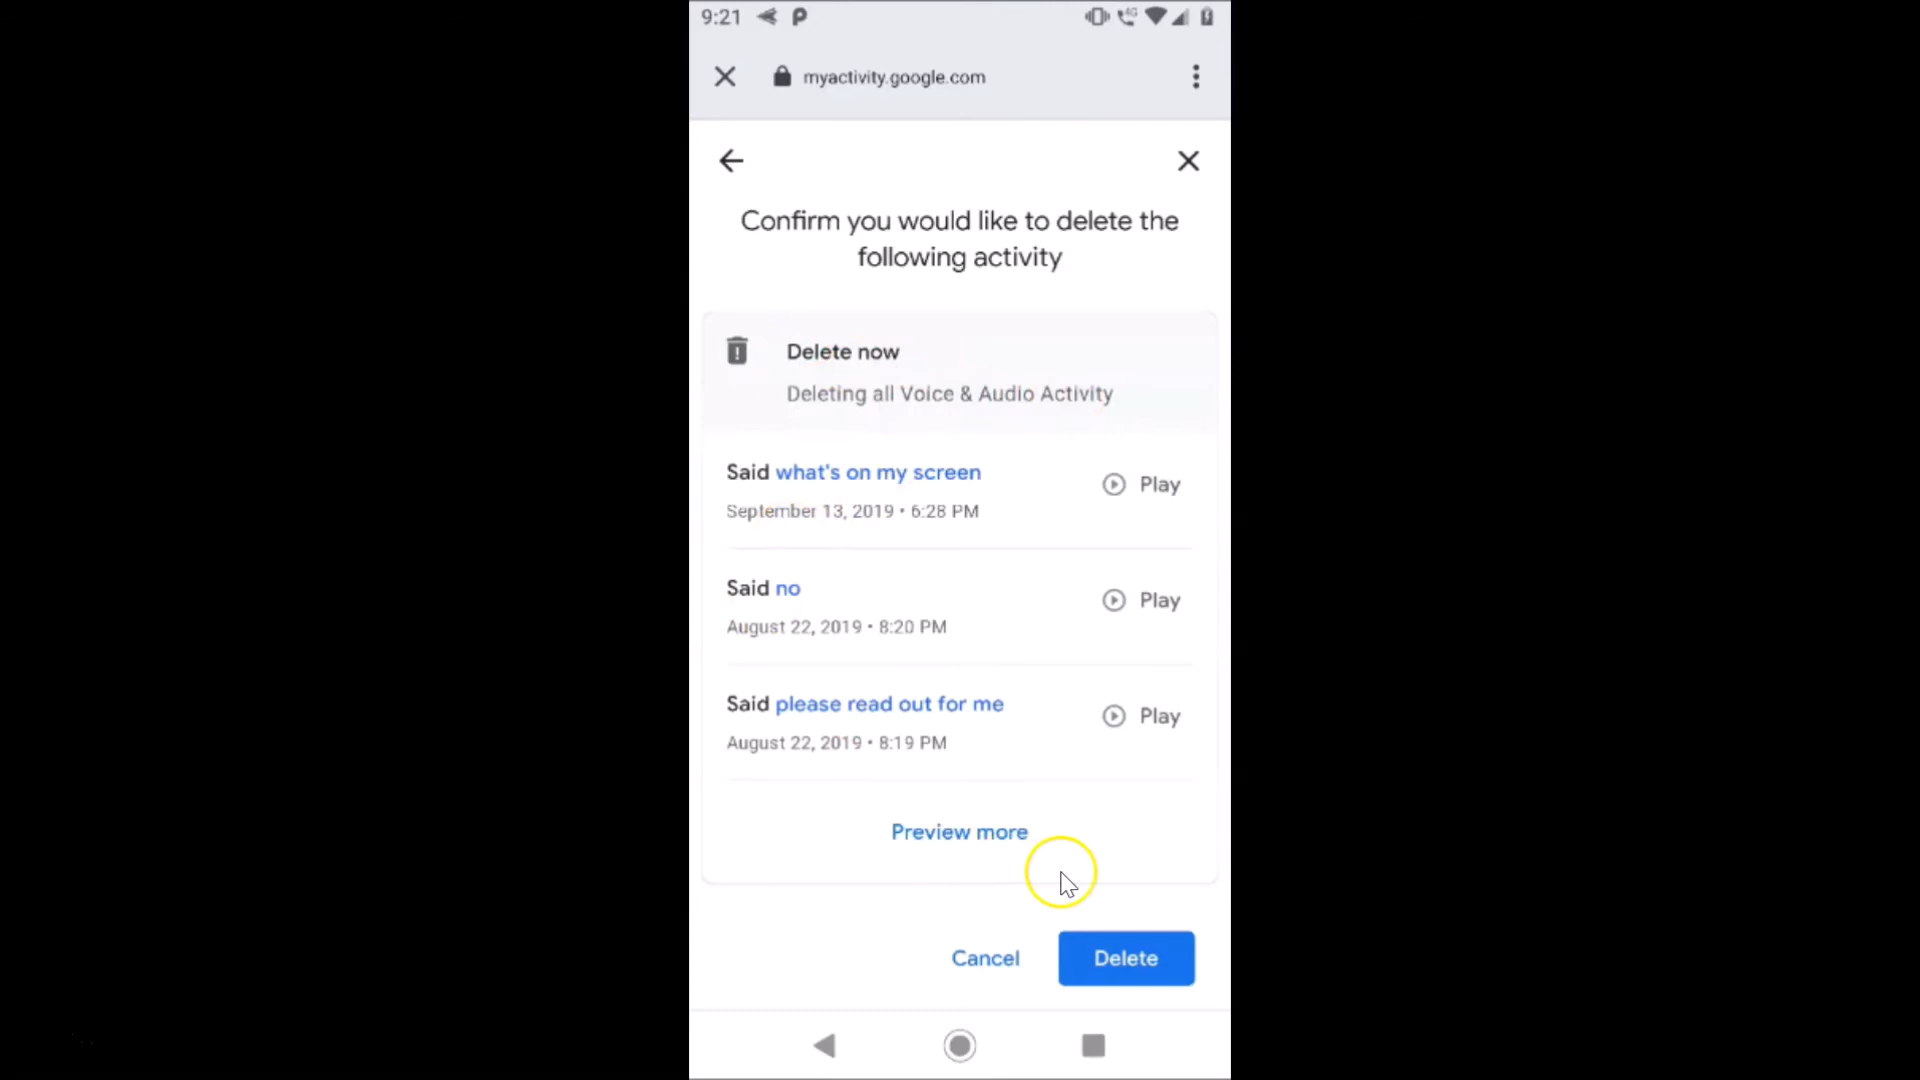 9:21
4G
myactivity.google.com
Confirm you would like to delete the
following activity
Delete now
Deleting all Voice & Audio Activity
Said what's on my screen
Play
September 13, 2019 • 6:28 PM
Said no
Play
August 22, 2019 • 8:20 PM
Said please read out for me
Play
August 22, 2019 • 8:19 PM
Preview more
Cancel
Delete